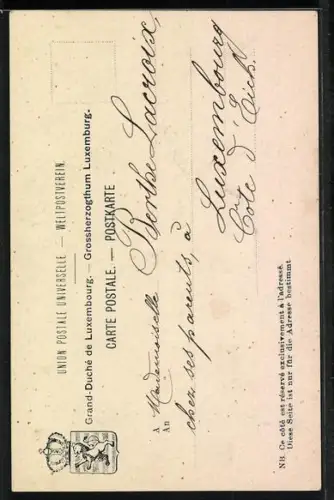 UNION POSTALE UNIVERSELLE. — WELTPOSTVEREIN.
Grand-Duché de Luxembourg. - Grossherzogthum Luxemburg.
CARTE POSTALE. — POSTKARTE
À
An
Mademoiselle Berthe Lacroix,
chez ses parents, à
Luxembourg
Côte d'Eich.
NB. Ce côté est réservé exclusivement à l'adresse.
Diese Seite ist nur für die Adresse bestimmt